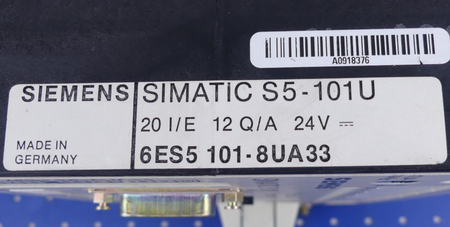 A0918376
SIEMENS
SIMATIC S5-101U
20 I/E 12 Q/A 24V ⎓
MADE IN
GERMANY
6ES5 101-8UA33